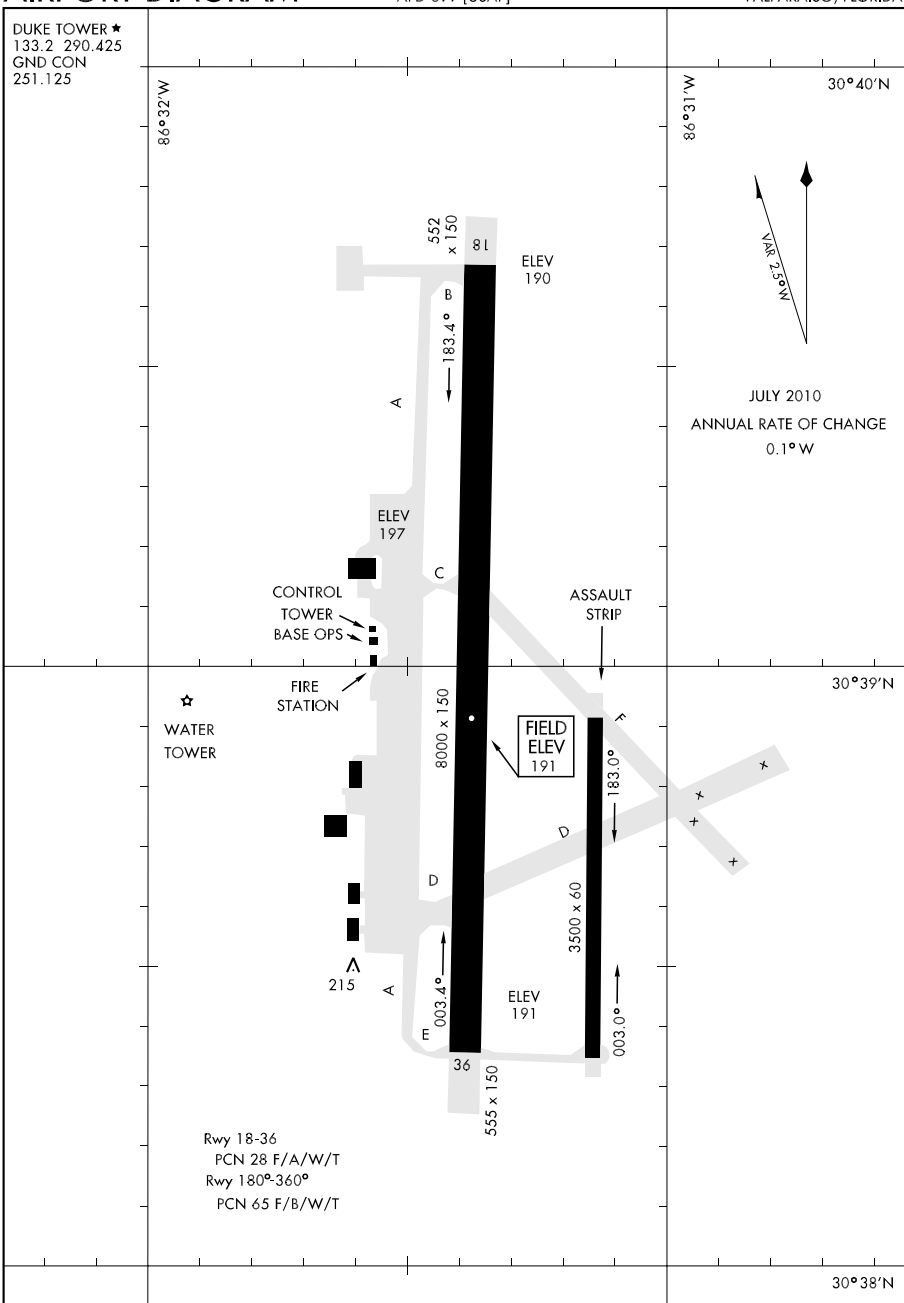 DUKE TOWER ★
133.2 290.425
GND CON
251.125
86°32'W
86°31'W
30°40'N
552
x 150
18
ELEV
190
VAR 2.5°W
B
183.4°
A
JULY 2010
ANNUAL RATE OF CHANGE
0.1° W
ELEV
197
C
CONTROL
TOWER
BASE OPS
ASSAULT
STRIP
FIRE
STATION
30°39'N
WATER
TOWER
8000 x 150
FIELD
ELEV
191
F
183.0°
x
x
x
x
D
D
3500 x 60
215
A
003.4°
ELEV
191
003.0°
E
36
555 x 150
Rwy 18-36
PCN 28 F/A/W/T
Rwy 180°-360°
PCN 65 F/B/W/T
30°38'N